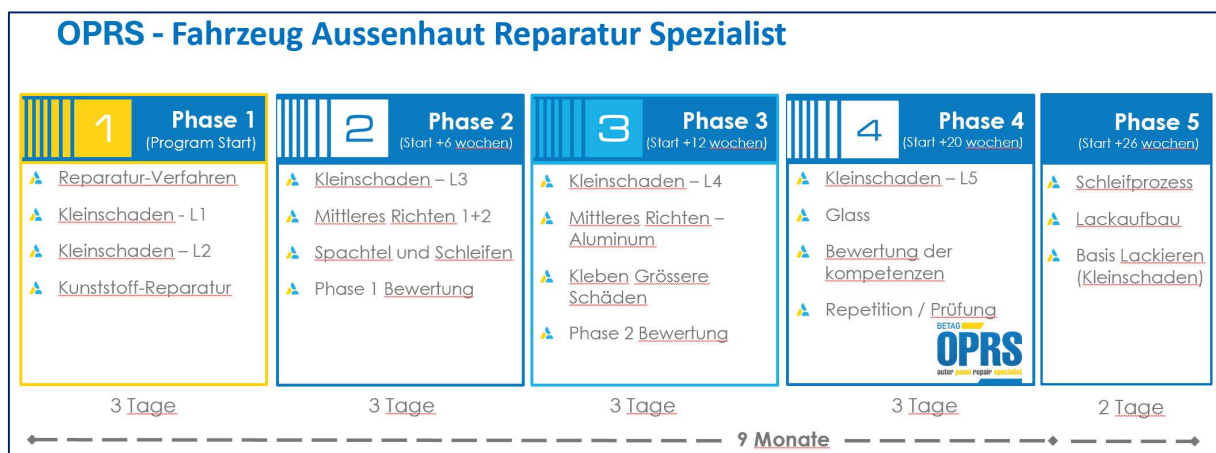 OPRS - Fahrzeug Aussenhaut Reparatur Spezialist
1
Phase 1
(Program Start)
Reparatur-Verfahren
Kleinschaden - L1
Kleinschaden – L2
Kunststoff-Reparatur
3 Tage
2
Phase 2
(Start +6 wochen)
Kleinschaden – L3
Mittleres Richten 1+2
Spachtel und Schleifen
Phase 1 Bewertung
3 Tage
3
Phase 3
(Start +12 wochen)
Kleinschaden – L4
Mittleres Richten –
Aluminum
Kleben Grössere
Schäden
Phase 2 Bewertung
3 Tage
4
Phase 4
(Start +20 wochen)
Kleinschaden – L5
Glass
Bewertung der
kompetenzen
Repetition / Prüfung
BETAG
OPRS
outer panel repair specialist
3 Tage
Phase 5
(Start +26 wochen)
Schleifprozess
Lackaufbau
Basis Lackieren
(Kleinschaden)
2 Tage
9 Monate